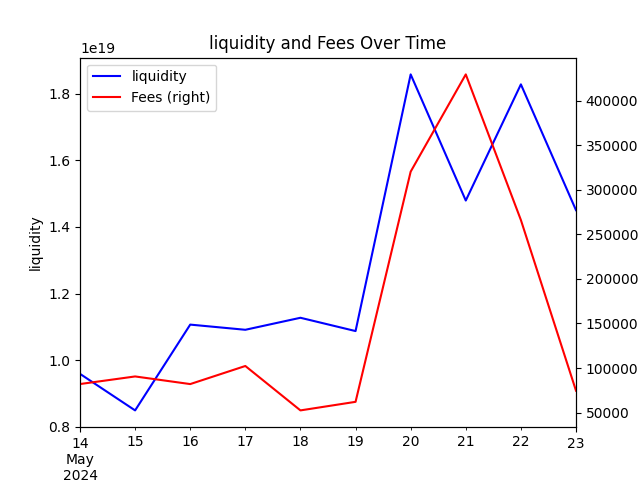 liquidity and Fees Over Time
1e19
liquidity
Fees (right)
1.8
1.6
1.4
1.2
1.0
0.8
liquidity
400000
350000
300000
250000
200000
150000
100000
50000
14 15 16 17 18 19 20 21 22 23
May
2024